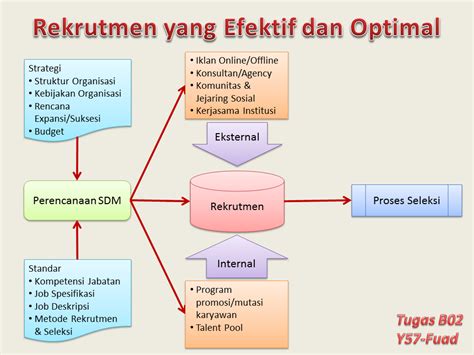 Rekrutmen yang Efektif dan Optimal
Strategi
• Struktur Organisasi
• Kebijakan Organisasi
• Rencana
Expansi/Suksesi
• Budget
• Iklan Online/Offline
• Konsultan/Agency
• Komunitas &
Jejaring Sosial
• Kerjasama Institusi
Eksternal
Perencanaan SDM
Rekrutmen
Proses Seleksi
Internal
Standar
• Kompetensi Jabatan
• Job Spesifikasi
• Job Deskripsi
• Metode Rekrutmen
& Seleksi
• Program
promosi/mutasi
karyawan
• Talent Pool
Tugas B02
Y57-Fuad